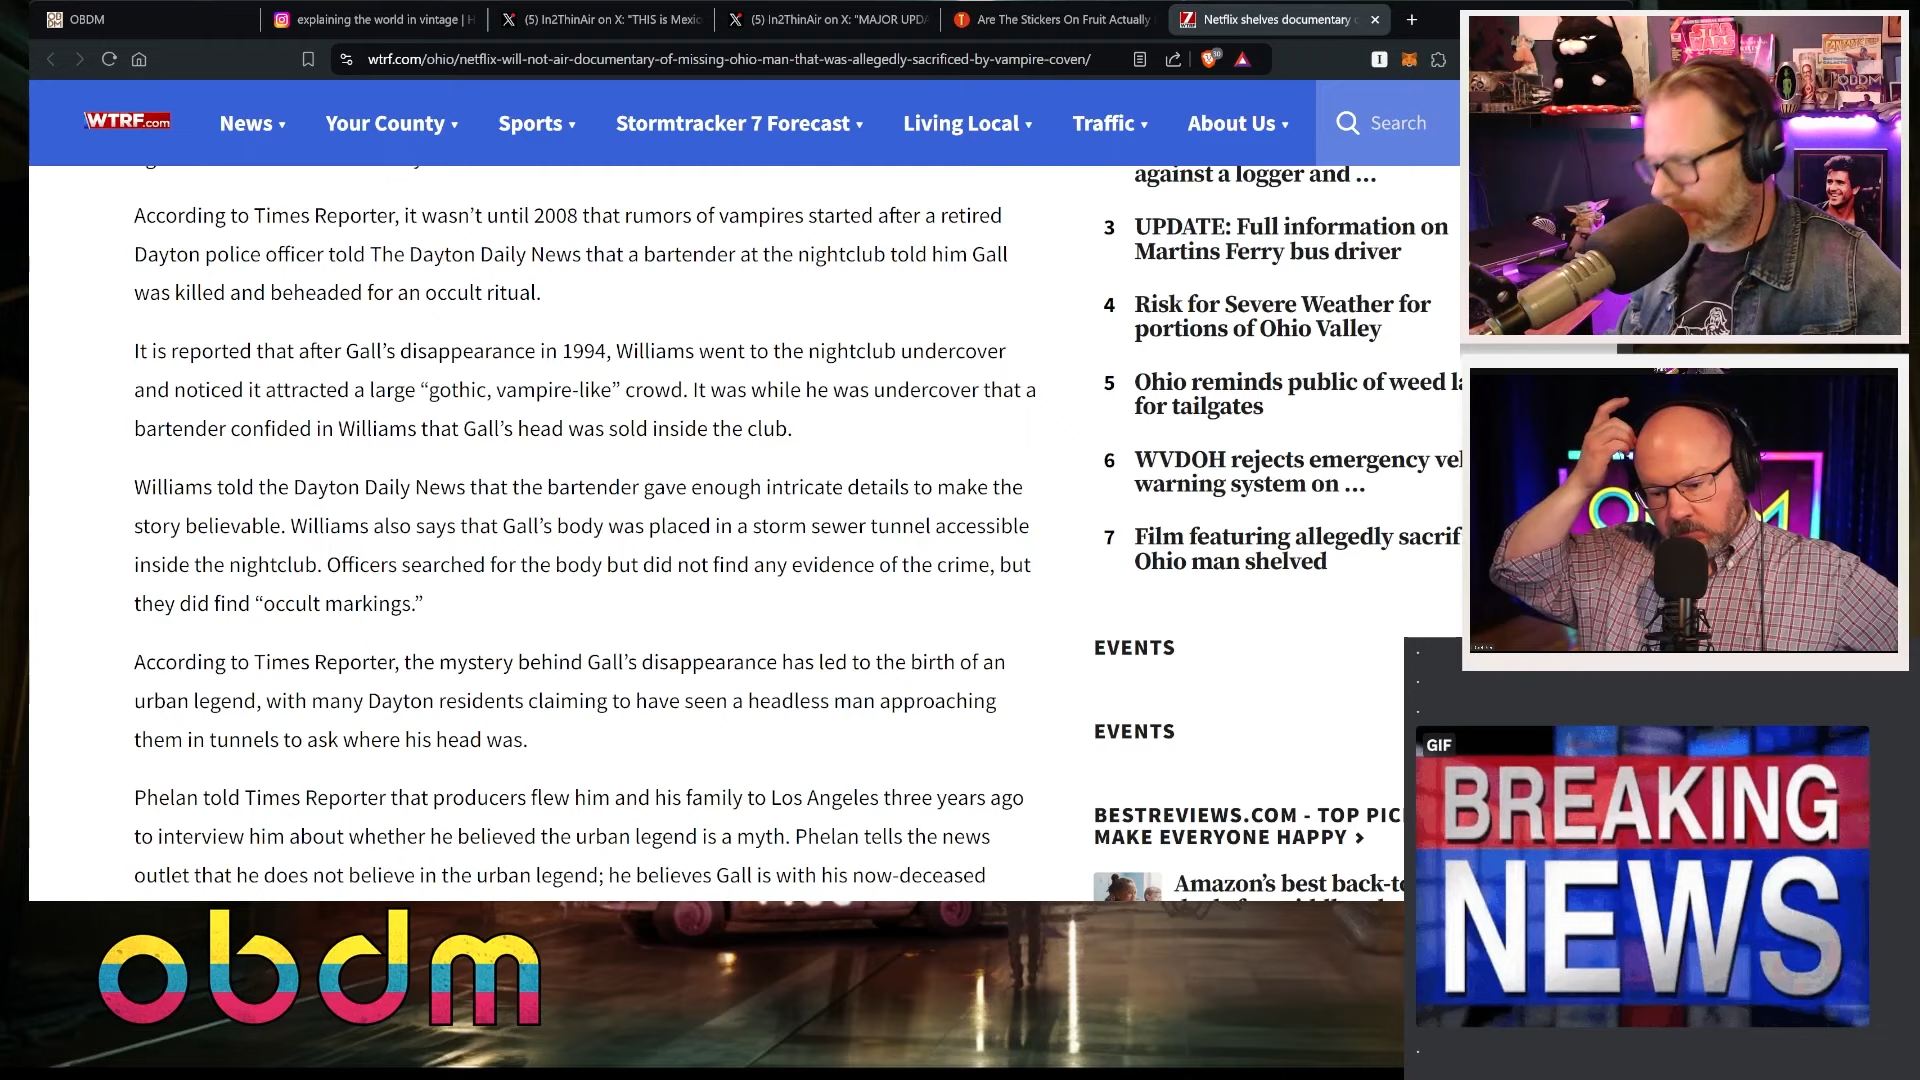 OBDM
explaining the world in vintage | H
(5) In2ThinAir on X: "THIS is Mexic
(5) In2ThinAir on X: "MAJOR UPDA
Are The Stickers On Fruit Actually
Netflix shelves documentary
wtrf.com/ohio/netflix-will-not-air-documentary-of-missing-ohio-man-that-was-allegedly-sacrificed-by-vampire-coven/
WTRF.com
News
Your County
Sports
Stormtracker 7 Forecast
Living Local
Traffic
About Us
Search
According to Times Reporter, it wasn’t until 2008 that rumors of vampires started after a retired
Dayton police officer told The Dayton Daily News that a bartender at the nightclub told him Gall
was killed and beheaded for an occult ritual.
It is reported that after Gall’s disappearance in 1994, Williams went to the nightclub undercover
and noticed it attracted a large “gothic, vampire-like” crowd. It was while he was undercover that a
bartender confided in Williams that Gall’s head was sold inside the club.
Williams told the Dayton Daily News that the bartender gave enough intricate details to make the
story believable. Williams also says that Gall’s body was placed in a storm sewer tunnel accessible
inside the nightclub. Officers searched for the body but did not find any evidence of the crime, but
they did find “occult markings.”
According to Times Reporter, the mystery behind Gall’s disappearance has led to the birth of an
urban legend, with many Dayton residents claiming to have seen a headless man approaching
them in tunnels to ask where his head was.
Phelan told Times Reporter that producers flew him and his family to Los Angeles three years ago
to interview him about whether he believed the urban legend is a myth. Phelan tells the news
outlet that he does not believe in the urban legend; he believes Gall is with his now-deceased
against a logger and ...
3 UPDATE: Full information on
Martins Ferry bus driver
4 Risk for Severe Weather for
portions of Ohio Valley
5 Ohio reminds public of weed la
for tailgates
6 WVDOH rejects emergency vel
warning system on ...
7 Film featuring allegedly sacrif
Ohio man shelved
EVENTS
EVENTS
BESTREVIEWS.COM - TOP PIC
MAKE EVERYONE HAPPY >
Amazon’s best back-to
STAR WARS
OBDM
GIF
BREAKING
NEWS
obdm